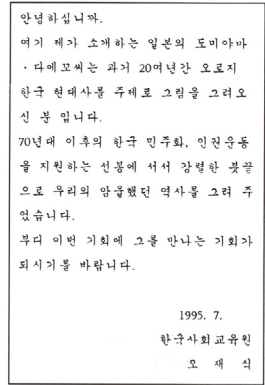 안녕하십니까.
여기 제가 소개하는 일본의 도미야마
·다에꼬씨는 과거 20여년간 오로지
한국 현대사를 주제로 그림을 그려오
신 분 입니다.
70년대 이후의 한국 민주화, 인권운동
을 지원하는 선봉에 서서 강렬한 붓끝
으로 우리의 암울했던 역사를 그려 주
었습니다.
부디 이번 기회에 그를 만나는 기회가
되시기를 바랍니다.
1995. 7.
한국사회교육원
오 재 식